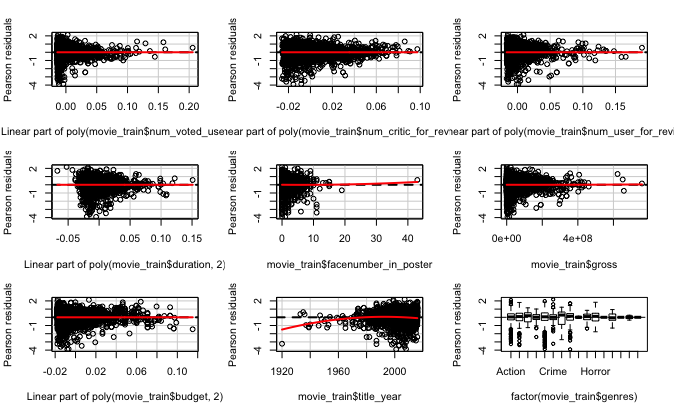 Pearson residuals
2
-1
-4
0.00 0.05 0.10 0.15 0.20
Linear part of poly(movie_train$num_voted_use
Pearson residuals
2
-1
-4
-0.02 0.02 0.06 0.10
ear part of poly(movie_train$num_critic_for_rev
Pearson residuals
2
-1
-4
0.00 0.05 0.10 0.15
ear part of poly(movie_train$num_user_for_revi
Pearson residuals
2
-1
-4
-0.05 0.00 0.05 0.10 0.15
Linear part of poly(movie_train$duration, 2)
Pearson residuals
2
-1
-4
0 10 20 30 40
movie_train$facenumber_in_poster
Pearson residuals
2
-1
-4
0e+00 4e+08
movie_train$gross
Pearson residuals
2
-1
-4
-0.02 0.02 0.06 0.10
Linear part of poly(movie_train$budget, 2)
Pearson residuals
2
-1
-4
1920 1960 2000
movie_train$title_year
Pearson residuals
2
-1
-4
Action Crime Horror
factor(movie_train$genres)